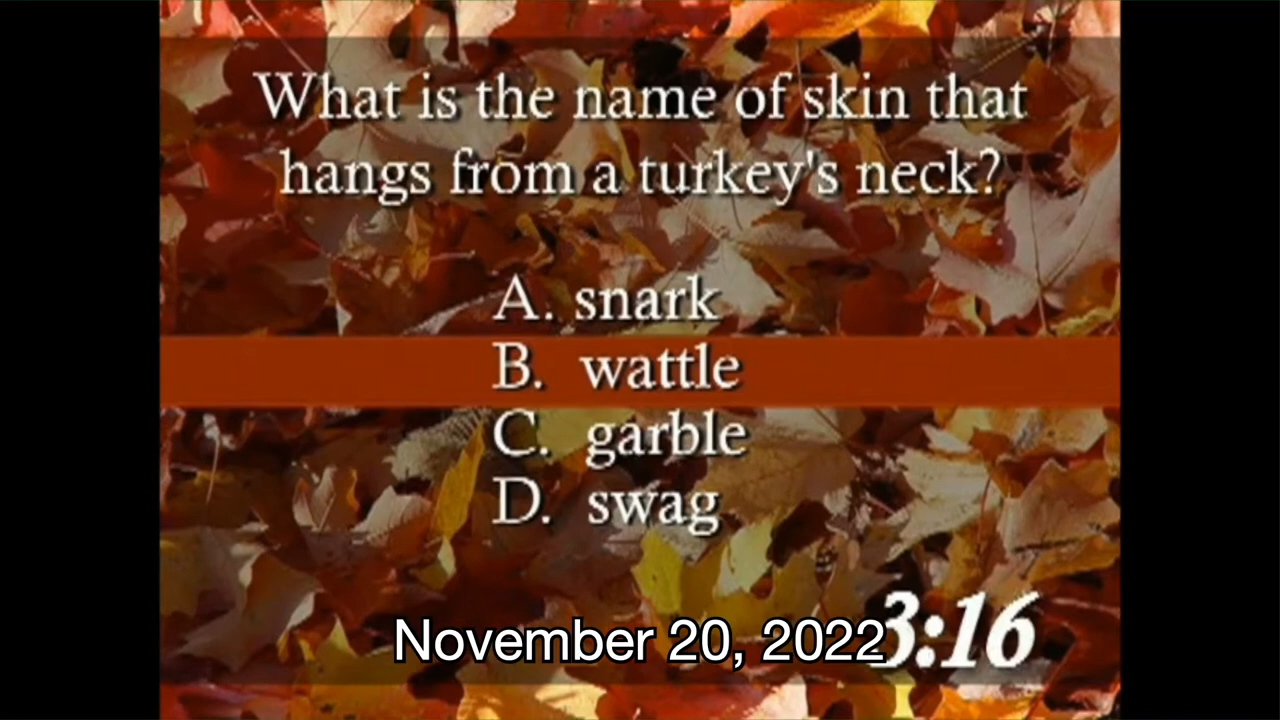 What is the name of skin that
hangs from a turkey's neck?
A. snark
B. wattle
C. garble
D. swag
November 20, 2022
3:16